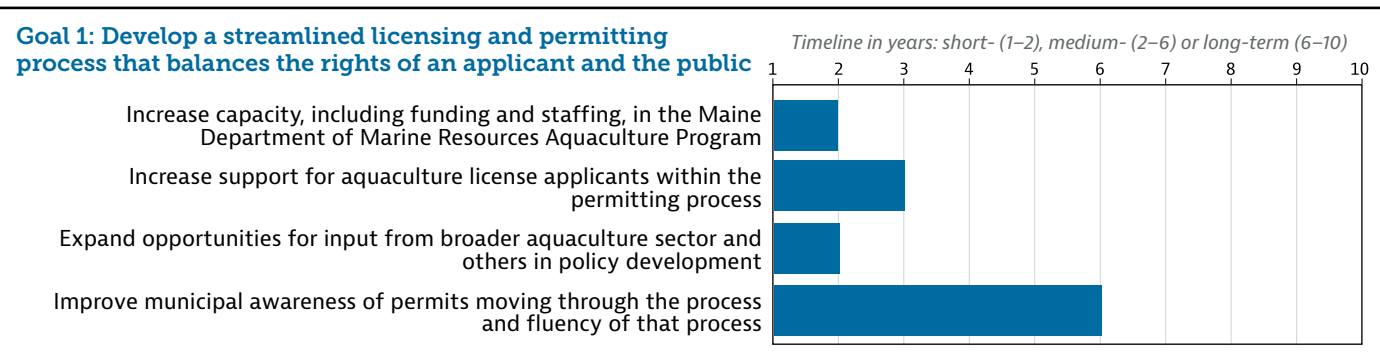 Goal 1: Develop a streamlined licensing and permitting
process that balances the rights of an applicant and the public
Timeline in years: short- (1–2), medium- (2–6) or long-term (6–10)
1 2 3 4 5 6 7 8 9 10
Increase capacity, including funding and staffing, in the Maine
Department of Marine Resources Aquaculture Program
Increase support for aquaculture license applicants within the
permitting process
Expand opportunities for input from broader aquaculture sector and
others in policy development
Improve municipal awareness of permits moving through the process
and fluency of that process